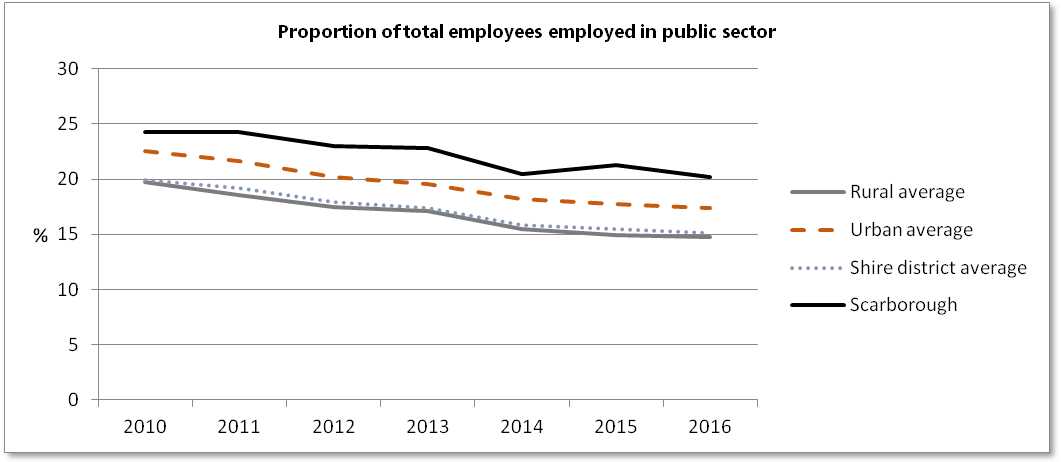 Proportion of total employees employed in public sector
30
25
20
15
10
5
0
%
2010 2011 2012 2013 2014 2015 2016
Rural average
Urban average
Shire district average
Scarborough